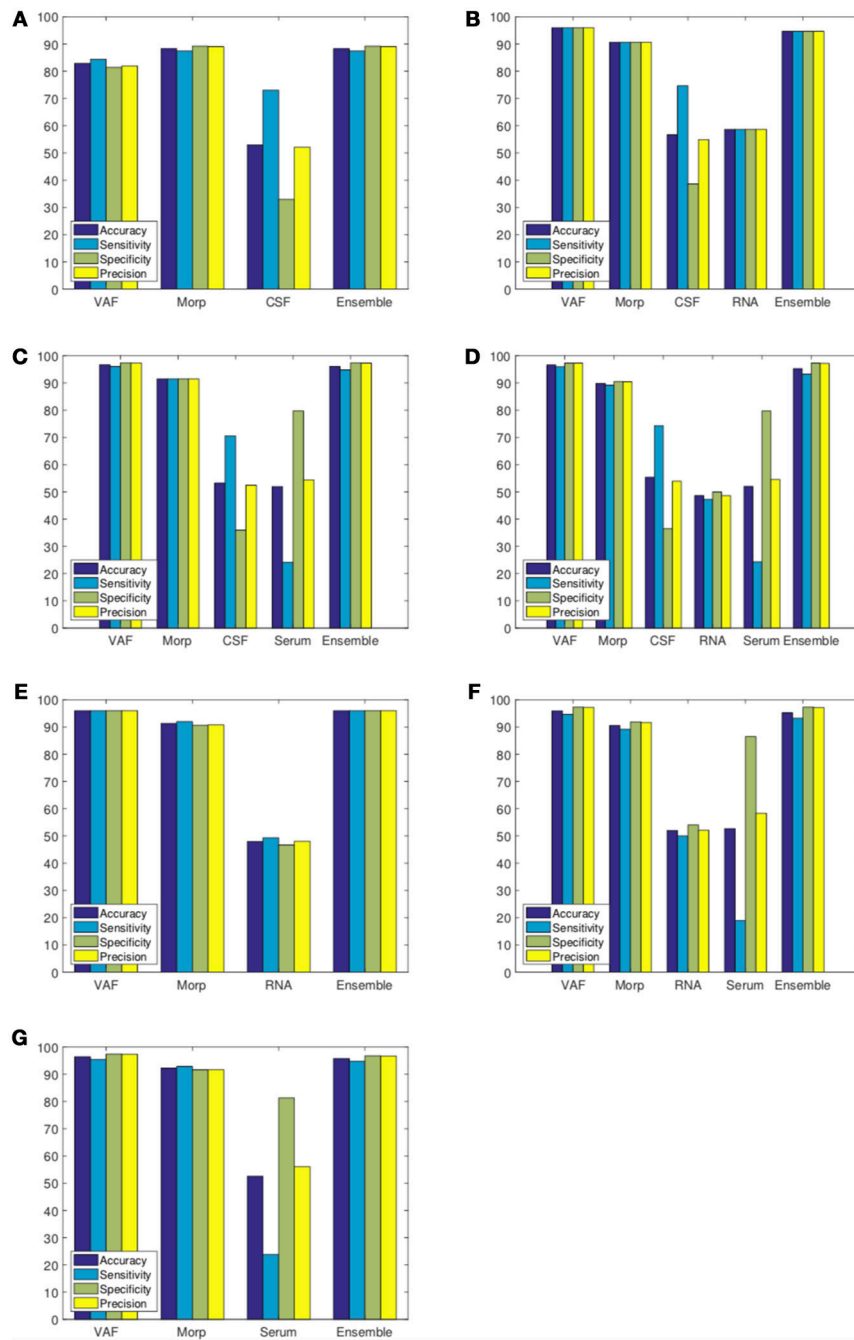 A
100
90
80
70
60
50
40
30
20
10
0
Accuracy
Sensitivity
Specificity
Precision
VAF Morp CSF Ensemble
B
100
90
80
70
60
50
40
30
20
10
0
Accuracy
Sensitivity
Specificity
Precision
VAF Morp CSF RNA Ensemble
C
100
90
80
70
60
50
40
30
20
10
0
Accuracy
Sensitivity
Specificity
Precision
VAF Morp CSF Serum Ensemble
D
100
90
80
70
60
50
40
30
20
10
0
Accuracy
Sensitivity
Specificity
Precision
VAF Morp CSF RNA Serum Ensemble
E
100
90
80
70
60
50
40
30
20
10
0
Accuracy
Sensitivity
Specificity
Precision
VAF Morp RNA Ensemble
F
100
90
80
70
60
50
40
30
20
10
0
Accuracy
Sensitivity
Specificity
Precision
VAF Morp RNA Serum Ensemble
G
100
90
80
70
60
50
40
30
20
10
0
Accuracy
Sensitivity
Specificity
Precision
VAF Morp Serum Ensemble